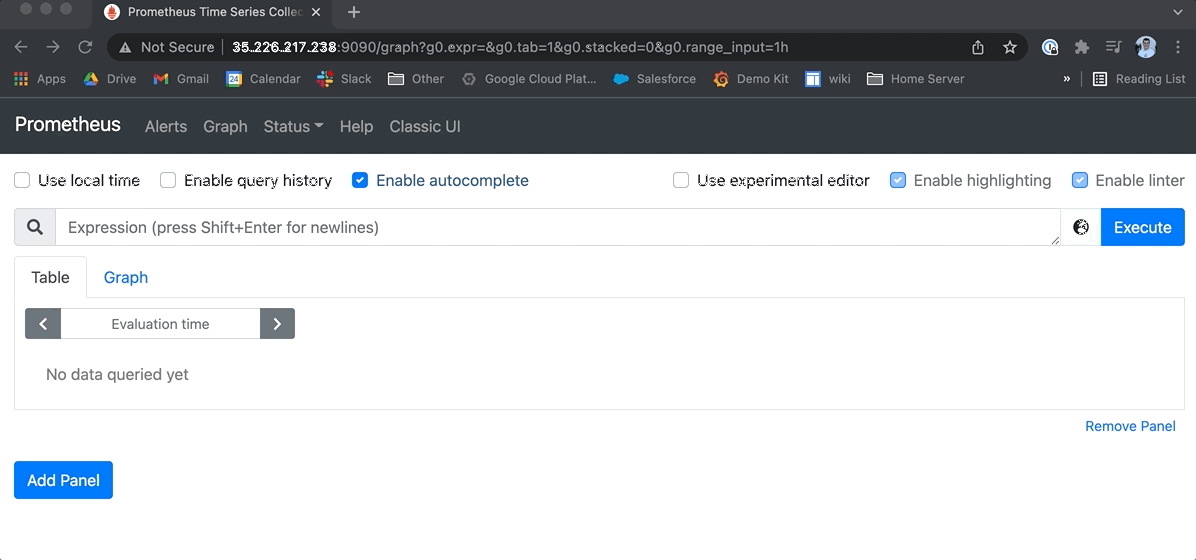 Prometheus Time Series Collec
Not Secure 35.226.217.238:9090/graph?g0.expr=&g0.tab=1&g0.stacked=0&g0.range_input=1h
Apps Drive Gmail 24 Calendar Slack Other Google Cloud Plat... Salesforce Demo Kit wiki Home Server » Reading List
Prometheus Alerts Graph Status Help Classic UI
Use local time Enable query history Enable autocomplete Use experimental editor Enable highlighting Enable linter
Expression (press Shift+Enter for newlines) Execute
Table Graph
Evaluation time
No data queried yet
Remove Panel
Add Panel